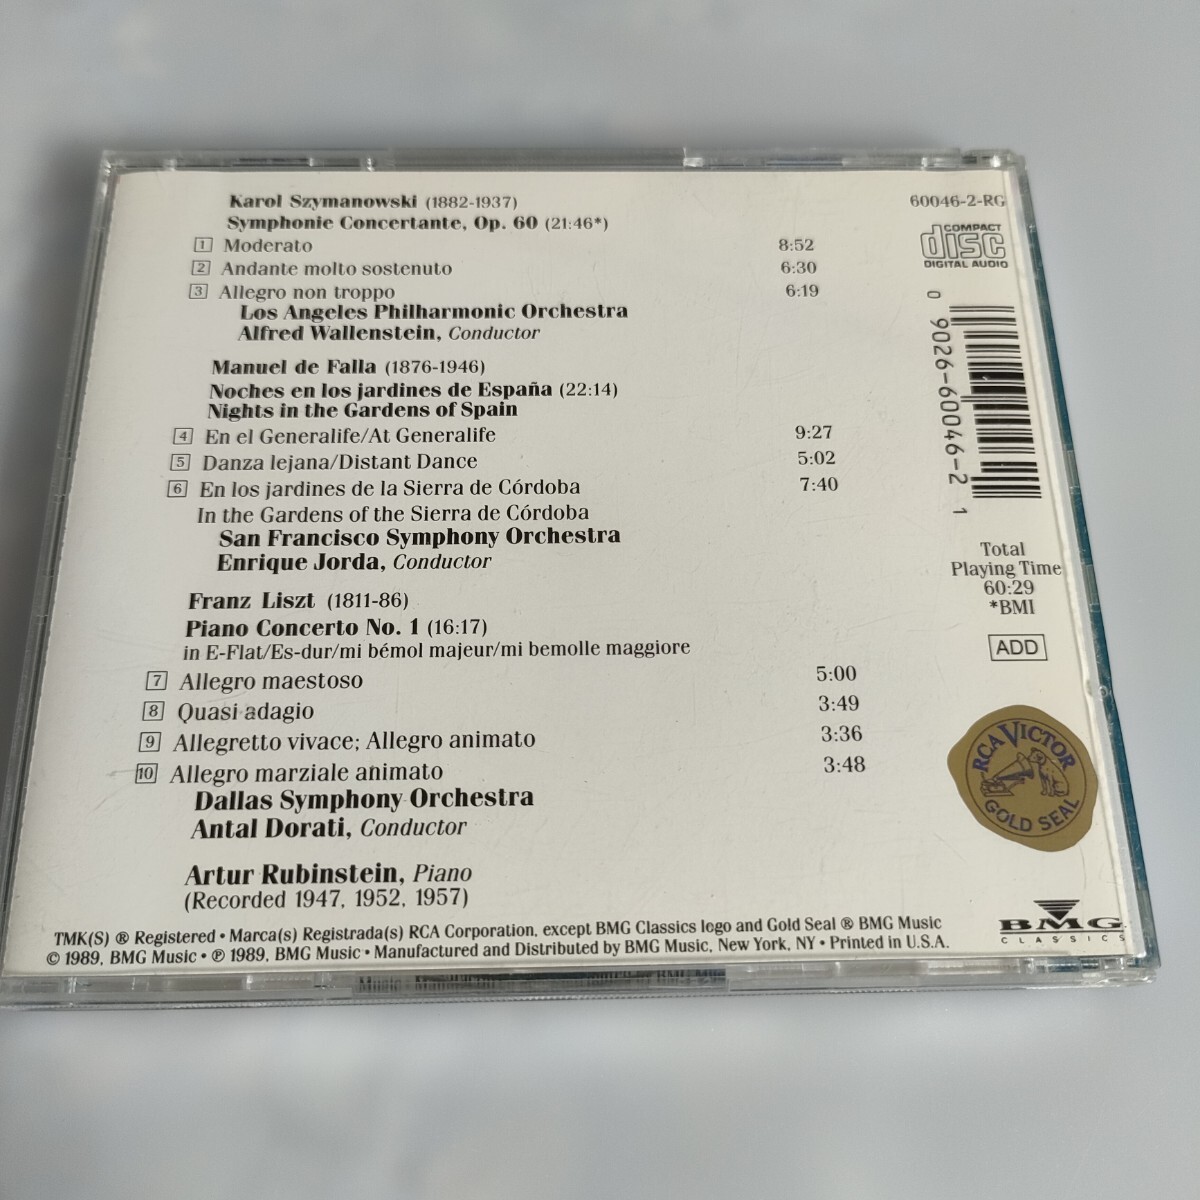 Karol Szymanowski (1882-1937)
Symphonie Concertante, Op. 60 (21:46*)
1 Moderato 8:52
2 Andante molto sostenuto 6:30
3 Allegro non troppo 6:19
Los Angeles Philharmonic Orchestra
Alfred Wallenstein, Conductor
Manuel de Falla (1876-1946)
Noches en los jardines de España (22:14)
Nights in the Gardens of Spain
4 En el Generalife/At Generalife 9:27
5 Danza lejana/Distant Dance 5:02
6 En los jardines de la Sierra de Córdoba 7:40
In the Gardens of the Sierra de Córdoba
San Francisco Symphony Orchestra
Enrique Jorda, Conductor
Franz Liszt (1811-86)
Piano Concerto No. 1 (16:17)
in E-Flat/Es-dur/mi bémol majeur/mi bemolle maggiore
7 Allegro maestoso 5:00
8 Quasi adagio 3:49
9 Allegretto vivace; Allegro animato 3:36
10 Allegro marziale animato 3:48
Dallas Symphony Orchestra
Antal Dorati, Conductor
Artur Rubinstein, Piano
(Recorded 1947, 1952, 1957)
TMK(S) ® Registered • Marca(s) Registrada(s) RCA Corporation, except BMG Classics logo and Gold Seal ® BMG Music
© 1989, BMG Music • ℗ 1989, BMG Music • Manufactured and Distributed by BMG Music, New York, NY • Printed in U.S.A.
60046-2-RG
COMPACT
disc
DIGITAL AUDIO
0 9026-60046-2 1
Total
Playing Time
60:29
*BMI
ADD
RCA VICTOR
GOLD SEAL
BMG
CLASSICS